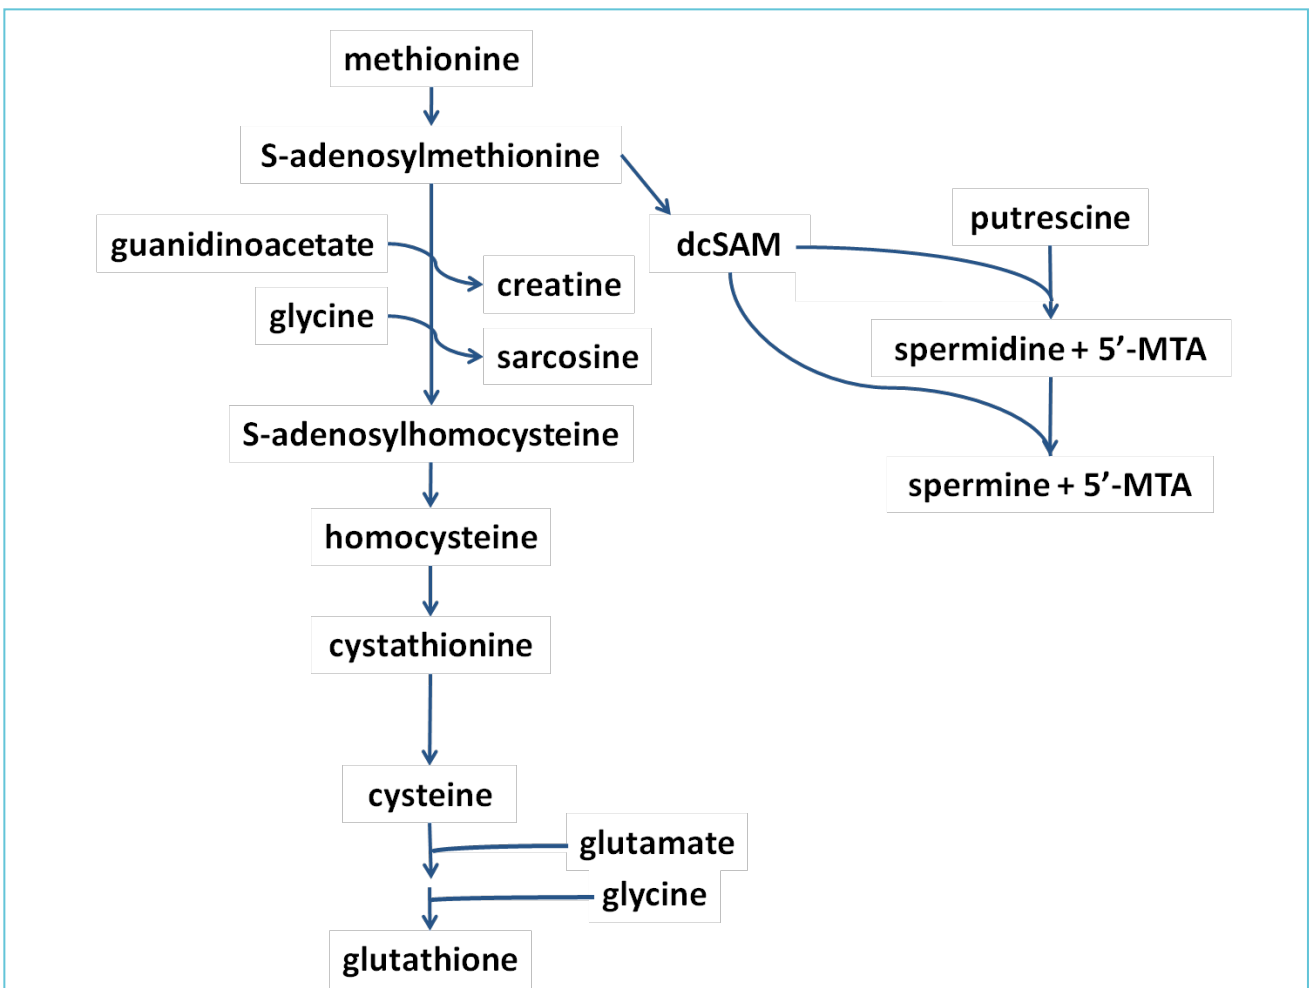 methionine
S-adenosylmethionine
putrescine
guanidinoacetate
dcSAM
creatine
glycine
spermidine + 5’-MTA
sarcosine
S-adenosylhomocysteine
spermine + 5’-MTA
homocysteine
cystathionine
cysteine
glutamate
glycine
glutathione